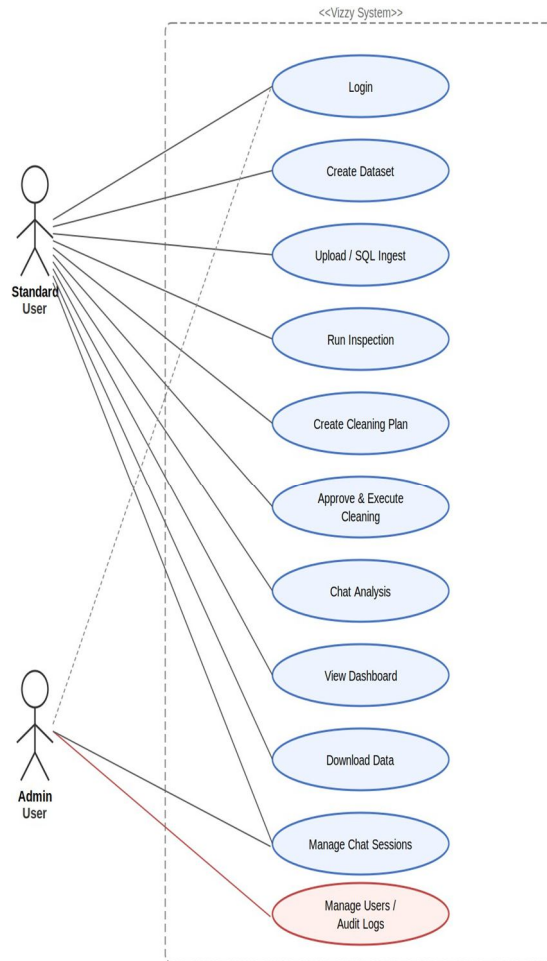 <<Vizzy System>>
Login
Create Dataset
Upload / SQL Ingest
Standard
User
Run Inspection
Create Cleaning Plan
Approve & Execute
Cleaning
Chat Analysis
View Dashboard
Download Data
Admin
User
Manage Chat Sessions
Manage Users /
Audit Logs